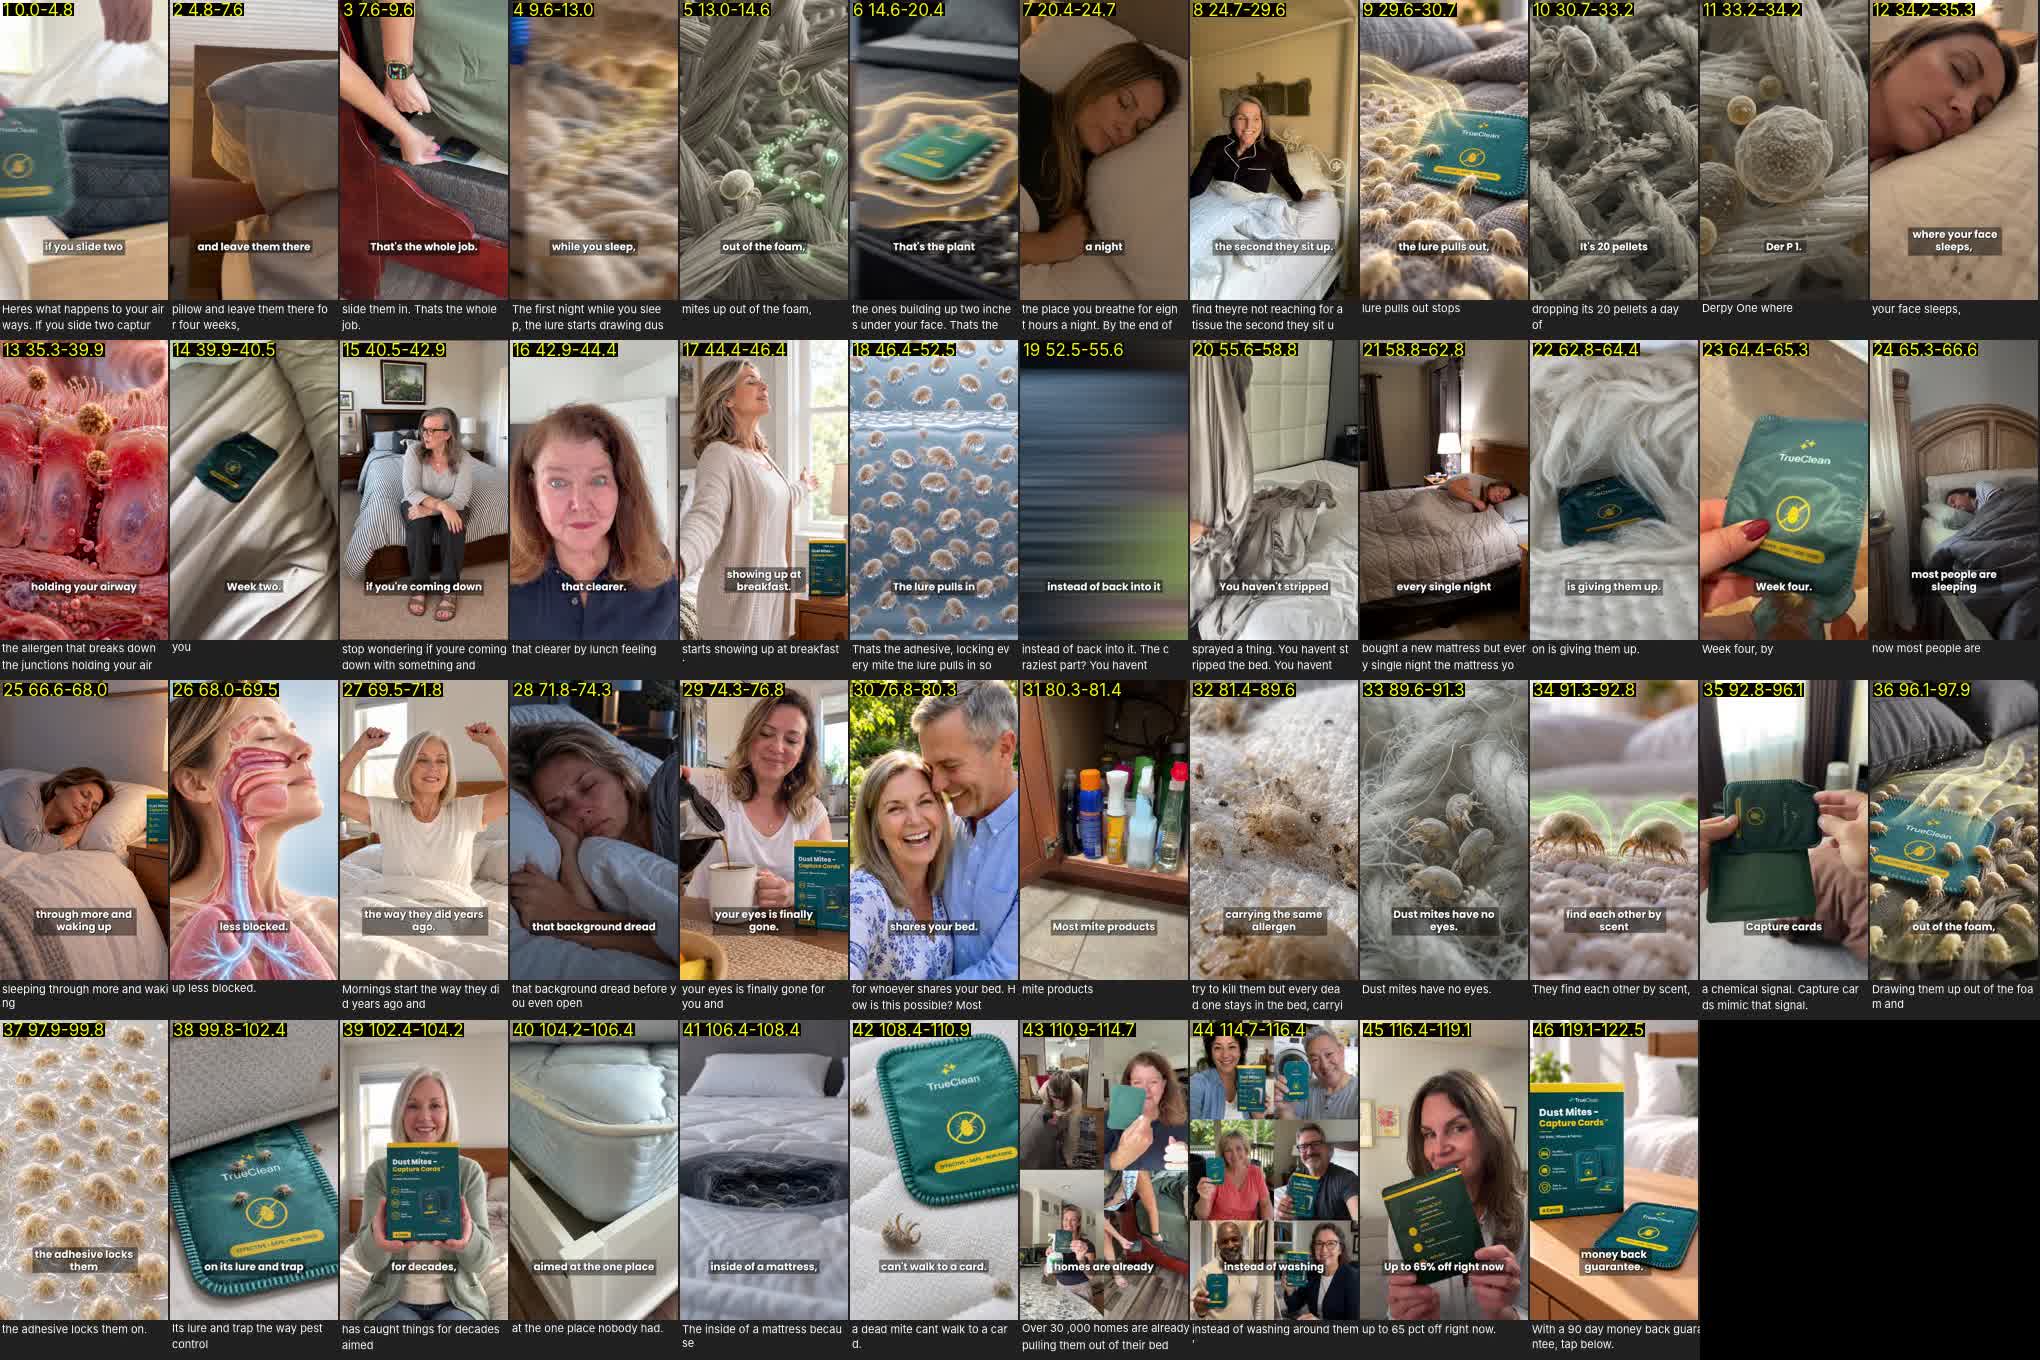 1 0.0-4.8
TrueClean
if you slide two
Heres what happens to your air
ways. If you slide two captur
2 4.8-7.6
and leave them there
pillow and leave them there fo
r four weeks,
3 7.6-9.6
That's the whole job.
slide them in. Thats the whole
job.
4 9.6-13.0
while you sleep,
The first night while you slee
p, the lure starts drawing dus
5 13.0-14.6
out of the foam.
mites up out of the foam,
6 14.6-20.4
That's the plant
the ones building up two inche
s under your face. Thats the
7 20.4-24.7
a night
the place you breathe for eigh
t hours a night. By the end of
8 24.7-29.6
the second they sit up.
find theyre not reaching for a
tissue the second they sit u
9 29.6-30.7
TrueClean
the lure pulls out,
lure pulls out stops
10 30.7-33.2
It's 20 pellets
dropping its 20 pellets a day
of
11 33.2-34.2
Der P 1.
Derpy One where
12 34.2-35.3
where your face
sleeps,
your face sleeps,
13 35.3-39.9
holding your airway
the allergen that breaks down
the junctions holding your air
14 39.9-40.5
Week two.
you
15 40.5-42.9
if you're coming down
stop wondering if youre coming
down with something and
16 42.9-44.4
that clearer.
that clearer by lunch feeling
17 44.4-46.4
showing up at
breakfast.
starts showing up at breakfast
.
18 46.4-52.5
The lure pulls in
Thats the adhesive, locking ev
ery mite the lure pulls in so
19 52.5-55.6
instead of back into it
instead of back into it. The c
raziest part? You havent
20 55.6-58.8
You haven't stripped
sprayed a thing. You havent st
ripped the bed. You havent
21 58.8-62.8
every single night
bought a new mattress but ever
y single night the mattress yo
22 62.8-64.4
is giving them up.
on is giving them up.
23 64.4-65.3
TrueClean
Week four.
Week four, by
24 65.3-66.6
most people are
sleeping
now most people are
25 66.6-68.0
through more and
waking up
sleeping through more and waki
ng
26 68.0-69.5
less blocked.
up less blocked.
27 69.5-71.8
the way they did years
ago.
Mornings start the way they di
d years ago and
28 71.8-74.3
that background dread
that background dread before y
ou even open
29 74.3-76.8
Dust Mites -
Capture Cards
your eyes is finally
gone.
your eyes is finally gone for
you and
30 76.8-80.3
shares your bed.
for whoever shares your bed. H
ow is this possible? Most
31 80.3-81.4
Most mite products
mite products
32 81.4-89.6
carrying the same
allergen
try to kill them but every dea
d one stays in the bed, carryi
33 89.6-91.3
Dust mites have no
eyes.
Dust mites have no eyes.
34 91.3-92.8
find each other by
scent
They find each other by scent,
35 92.8-96.1
Capture cards
a chemical signal. Capture car
ds mimic that signal.
36 96.1-97.9
TrueClean
out of the foam,
Drawing them up out of the foa
m and
37 97.9-99.8
the adhesive locks
them
the adhesive locks them on.
38 99.8-102.4
TrueClean
EFFECTIVE • SAFE • NON-TOXIC
on its lure and trap
Its lure and trap the way pest
control
39 102.4-104.2
Dust Mites -
Capture Cards
for decades,
has caught things for decades
aimed
40 104.2-106.4
aimed at the one place
at the one place nobody had.
41 106.4-108.4
inside of a mattress,
The inside of a mattress becau
se
42 108.4-110.9
TrueClean
EFFECTIVE • SAFE • NON-TOXIC
can't walk to a card.
a dead mite cant walk to a car
d.
43 110.9-114.7
homes are already
Over 30 ,000 homes are already
pulling them out of their bed
44 114.7-116.4
instead of washing
instead of washing around them
,
45 116.4-119.1
Up to 65% off right now
up to 65 pct off right now.
46 119.1-122.5
TrueClean
Dust Mites -
Capture Cards
TrueClean
money back
guarantee.
With a 90 day money back guara
ntee, tap below.